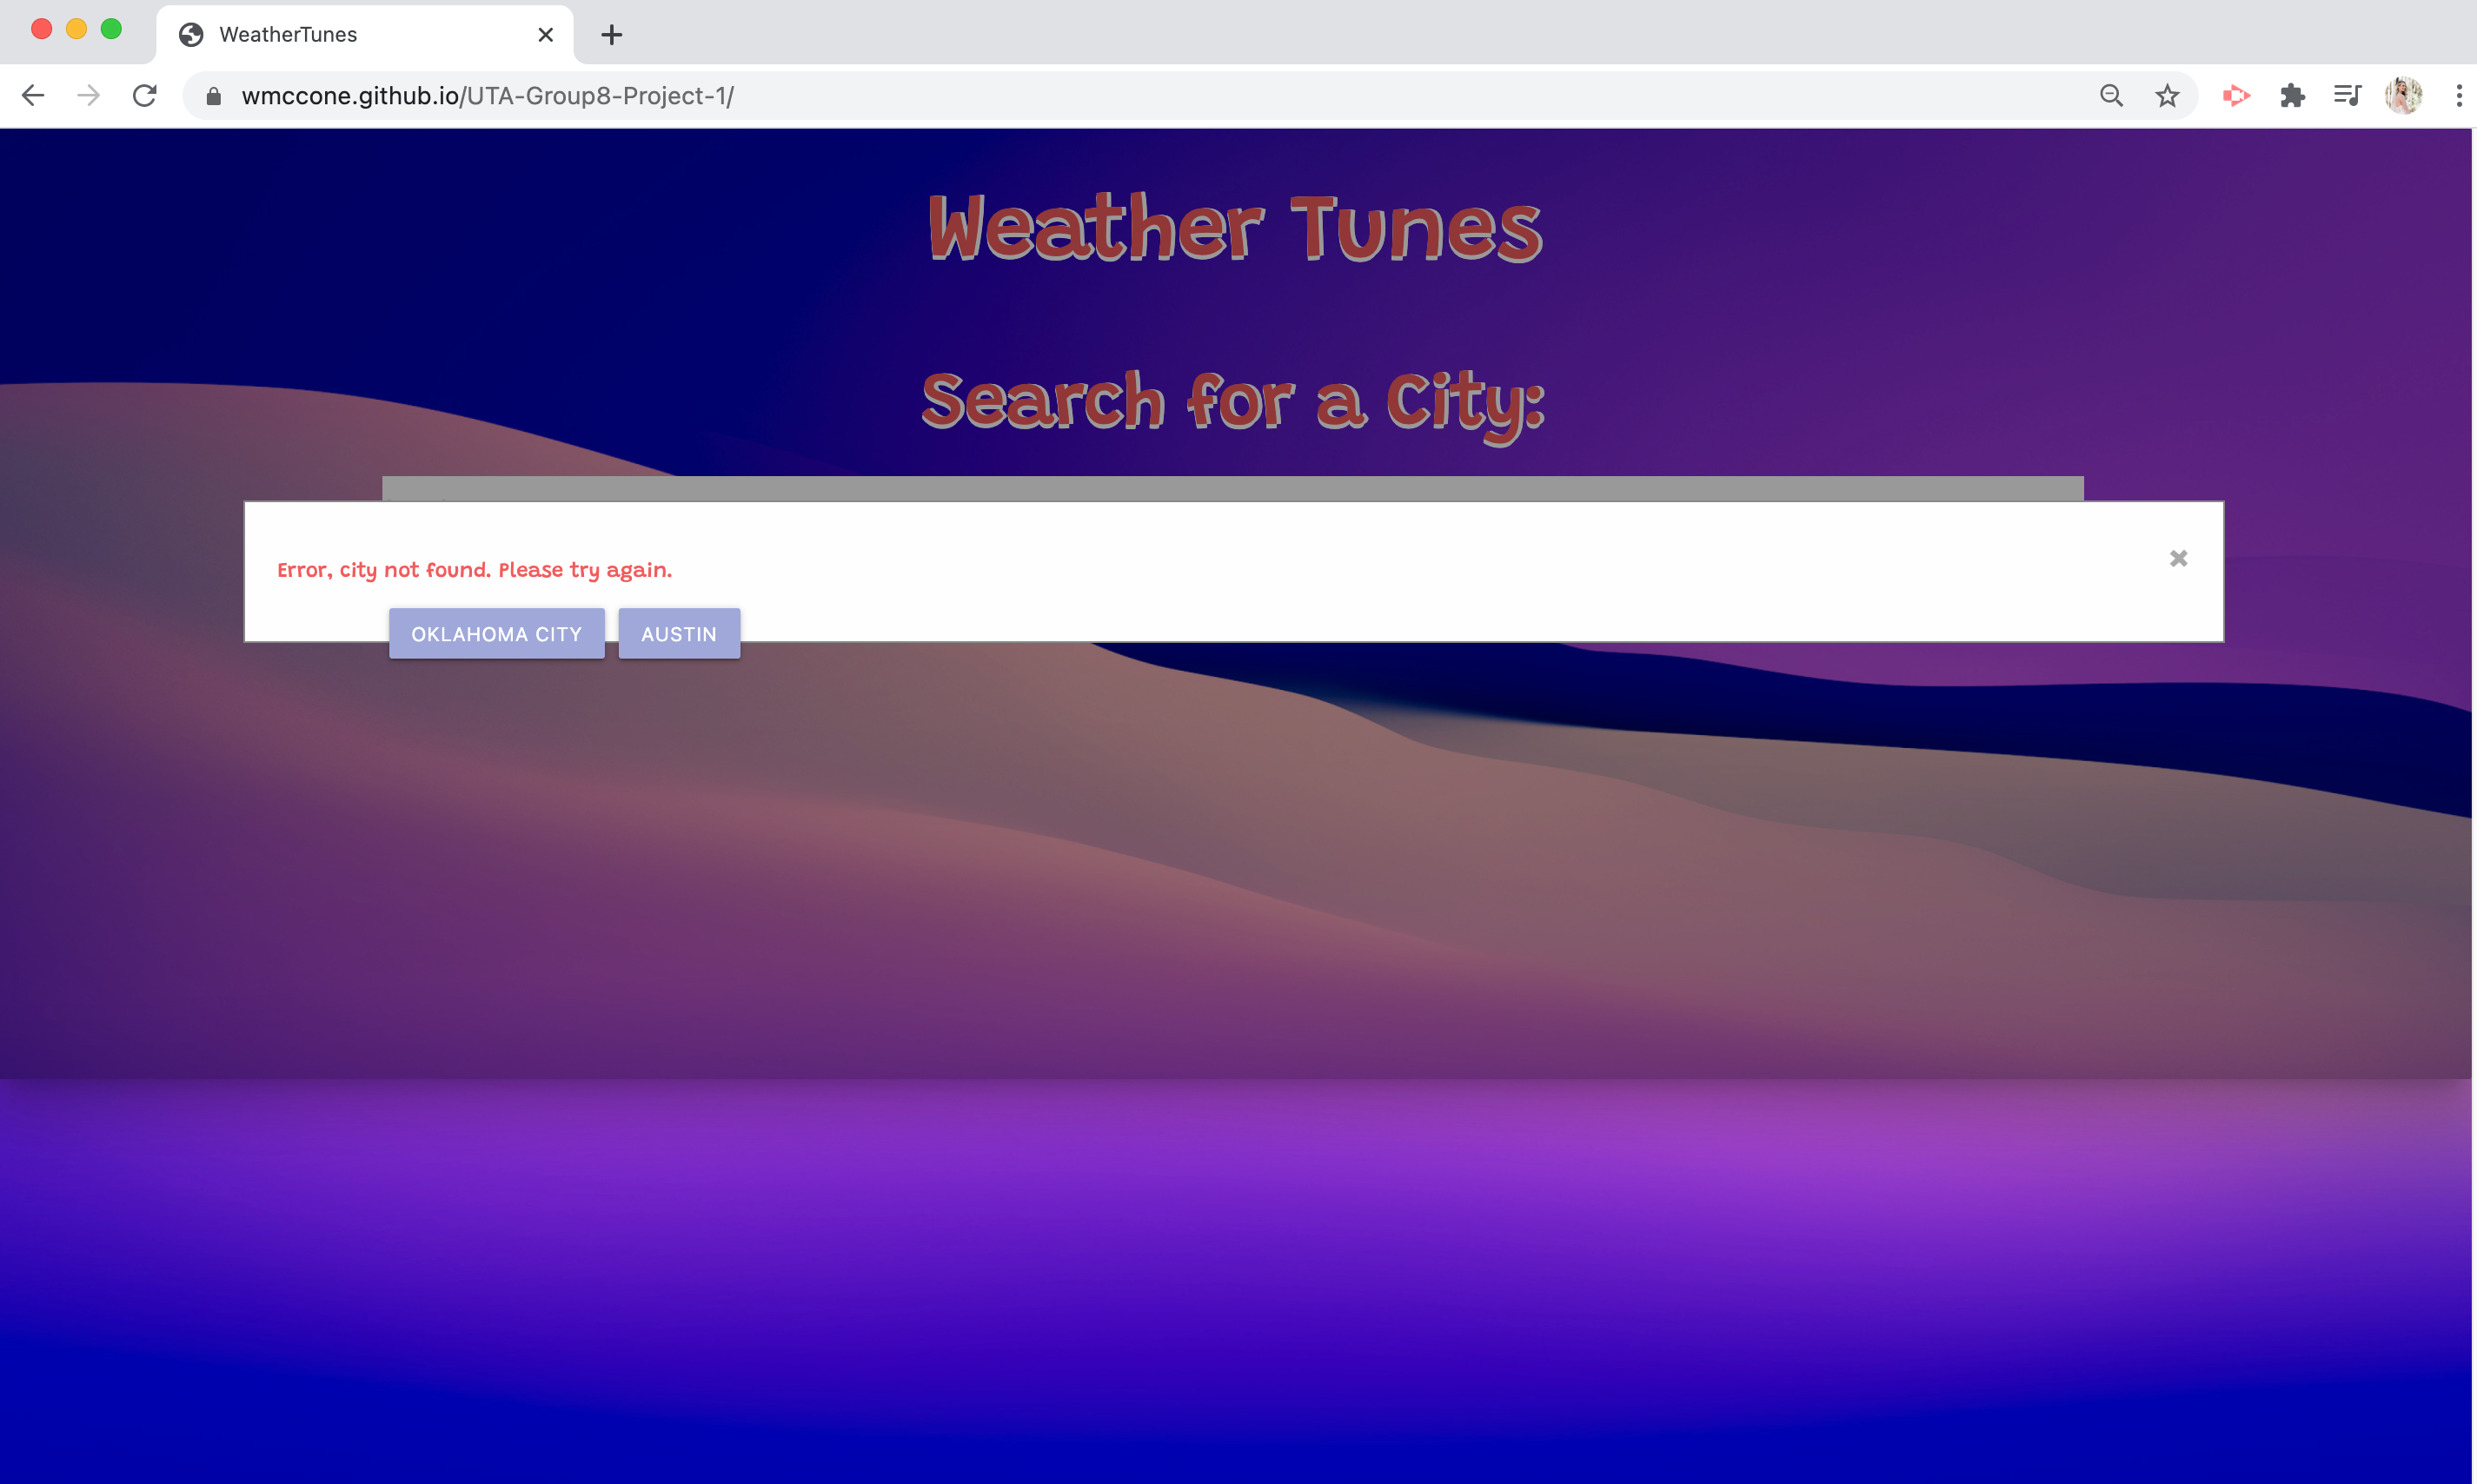 WeatherTunes
wmccone.github.io/UTA-Group8-Project-1/
Weather Tunes
Search for a City:
Error, city not found. Please try again.
OKLAHOMA CITY AUSTIN